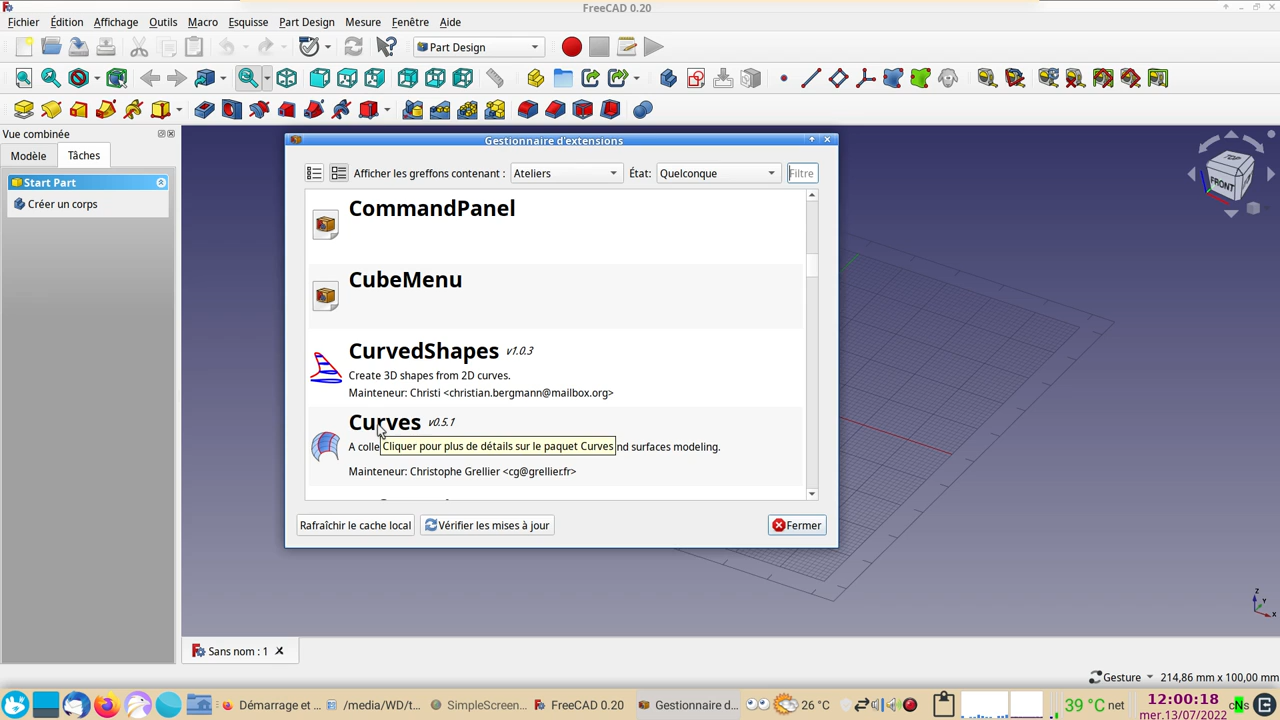 FreeCAD 0.20
Fichier Édition Affichage Outils Macro Esquisse Part Design Mesure Fenêtre Aide
Part Design
Vue combinée
Modèle Tâches
Start Part
Créer un corps
Gestionnaire d'extensions
Afficher les greffons contenant : Ateliers État: Quelconque Filtre
CommandPanel
CubeMenu
CurvedShapes v1.0.3
Create 3D shapes from 2D curves.
Mainteneur: Christi <christian.bergmann@mailbox.org>
Curves v0.5.1
A colle Cliquer pour plus de détails sur le paquet Curves nd surfaces modeling.
Mainteneur: Christophe Grellier <cg@grellier.fr>
Rafraîchir le cache local Vérifier les mises à jour Fermer
FRONT
Z
Y
X
Sans nom : 1
Gesture 214,86 mm x 100,00 mm
Démarrage et ... /media/WD/t... SimpleScreen... FreeCAD 0.20 Gestionnaire d... 26 °C 39 °C net 12:00:18
mer.13/07/2022